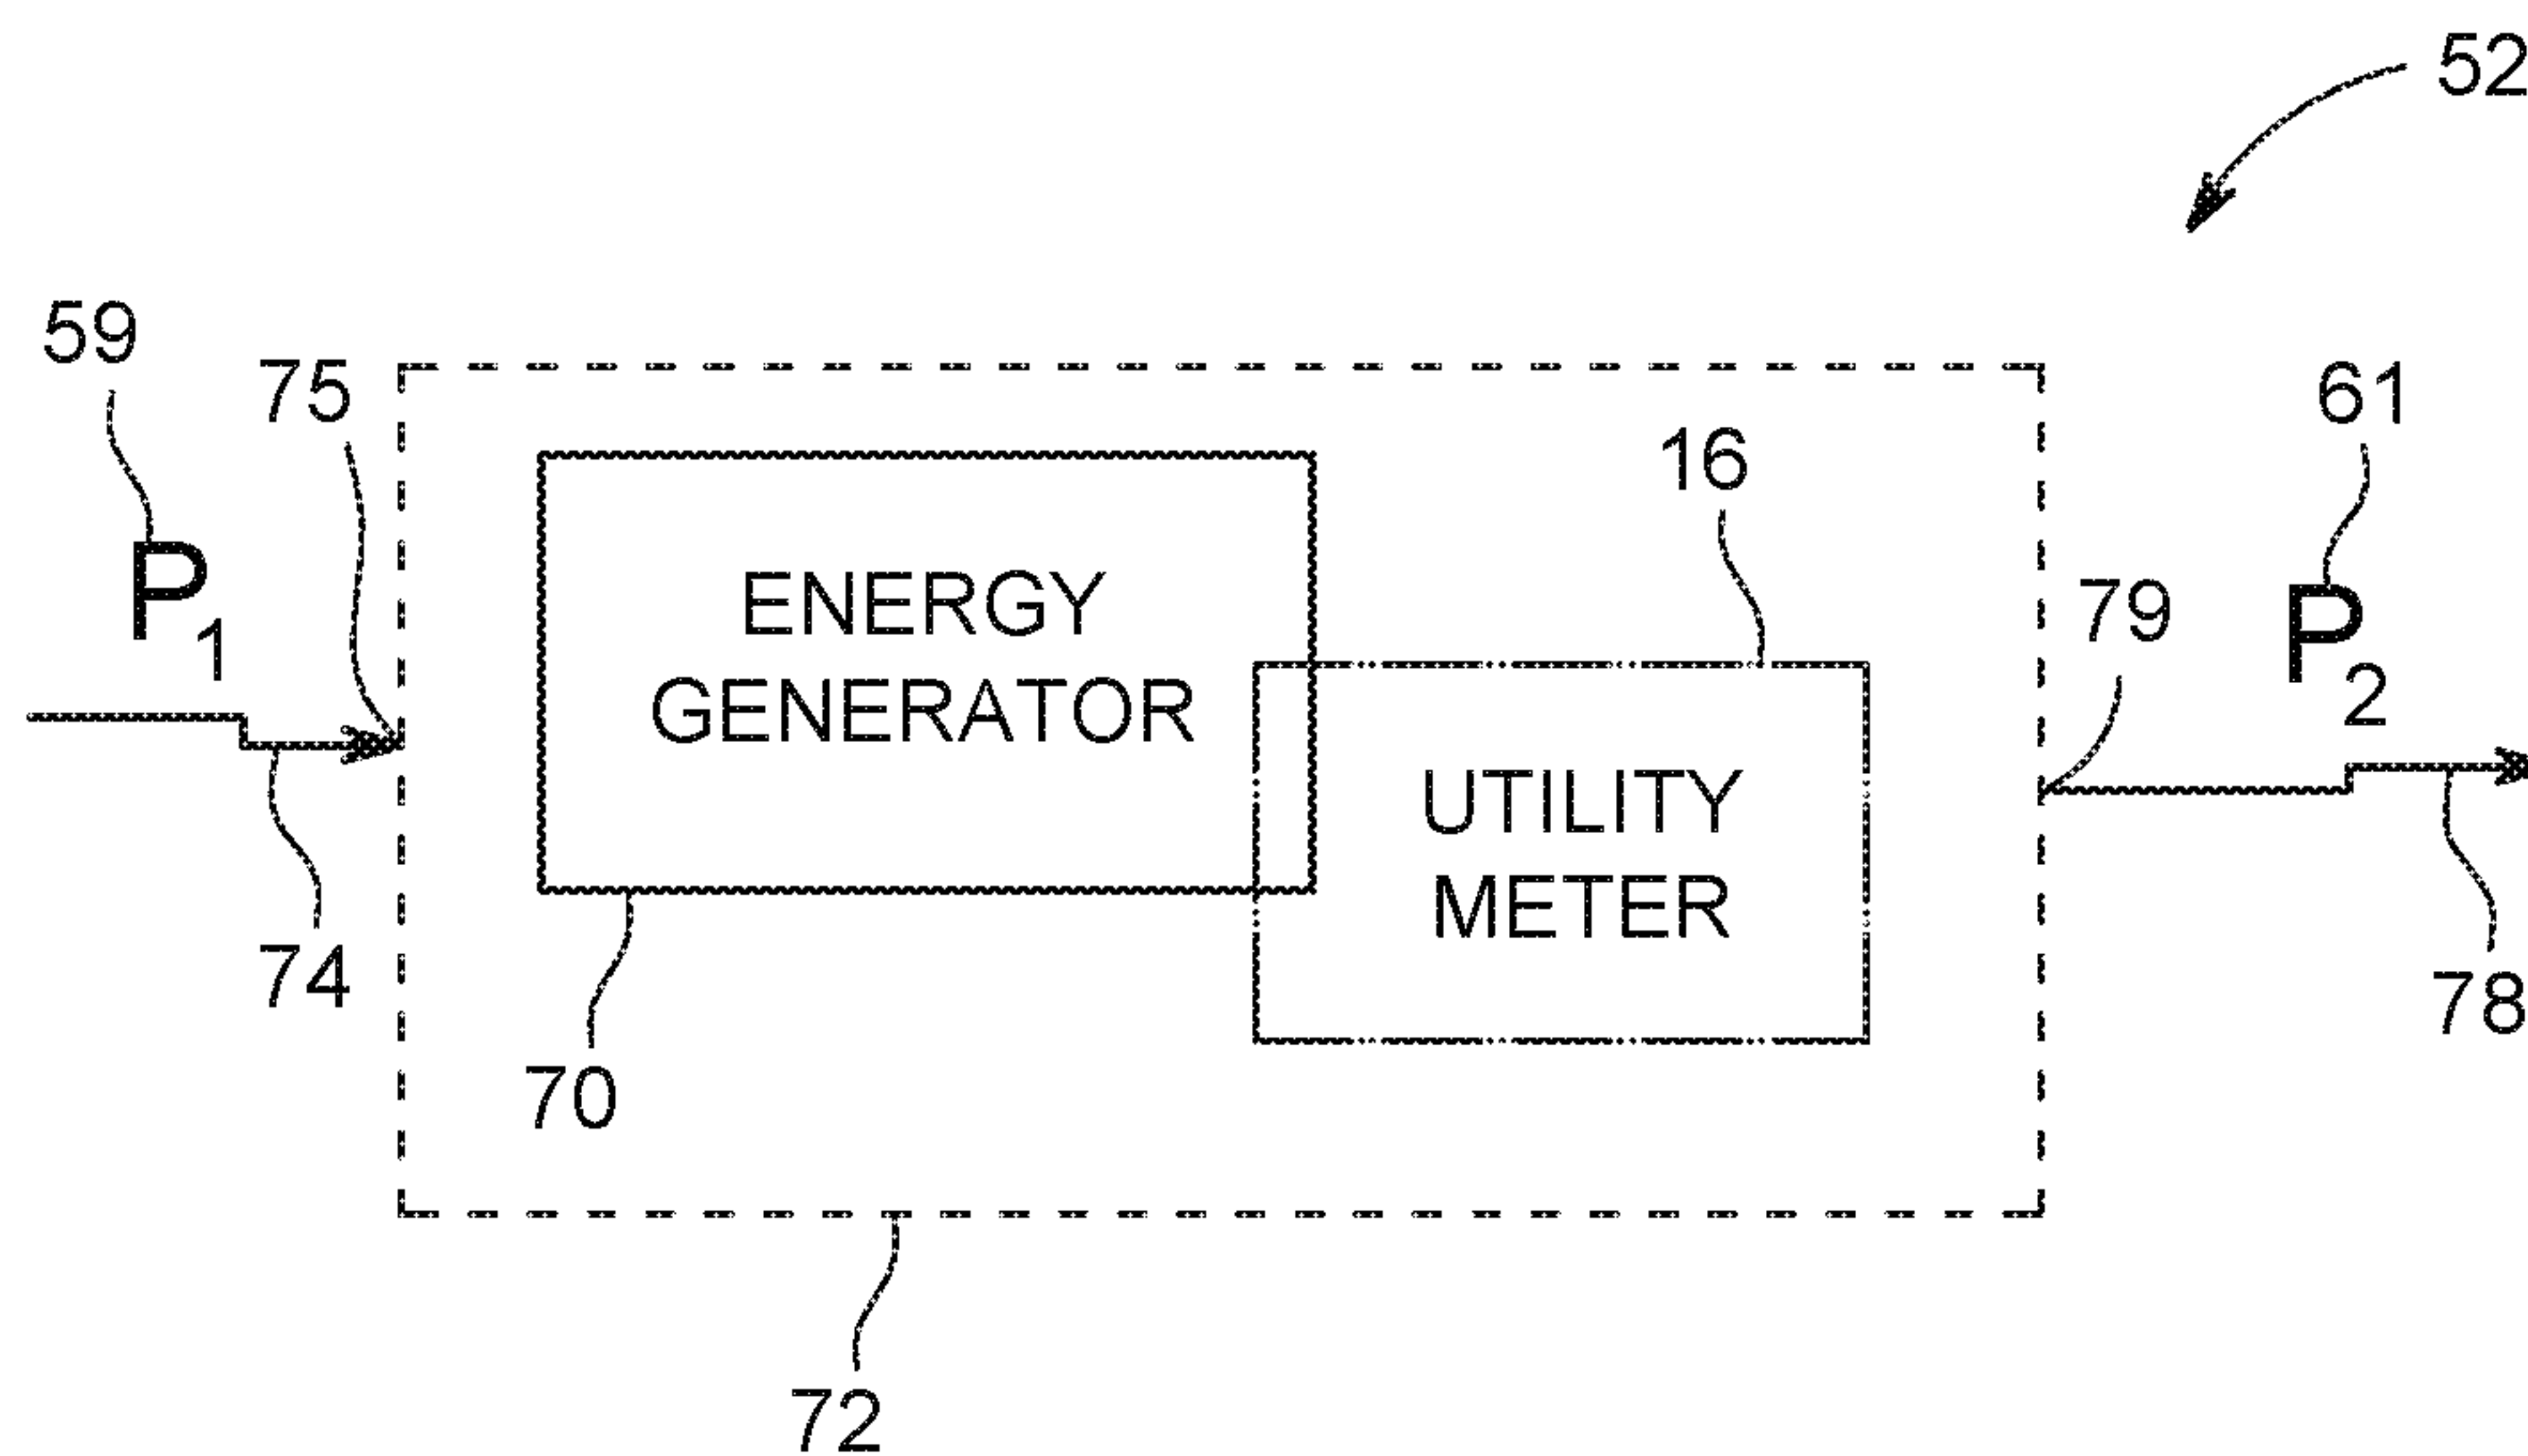 52
59
75
61
16
P1
ENERGY
GENERATOR
79
P2
UTILITY
METER
74
78
70
72